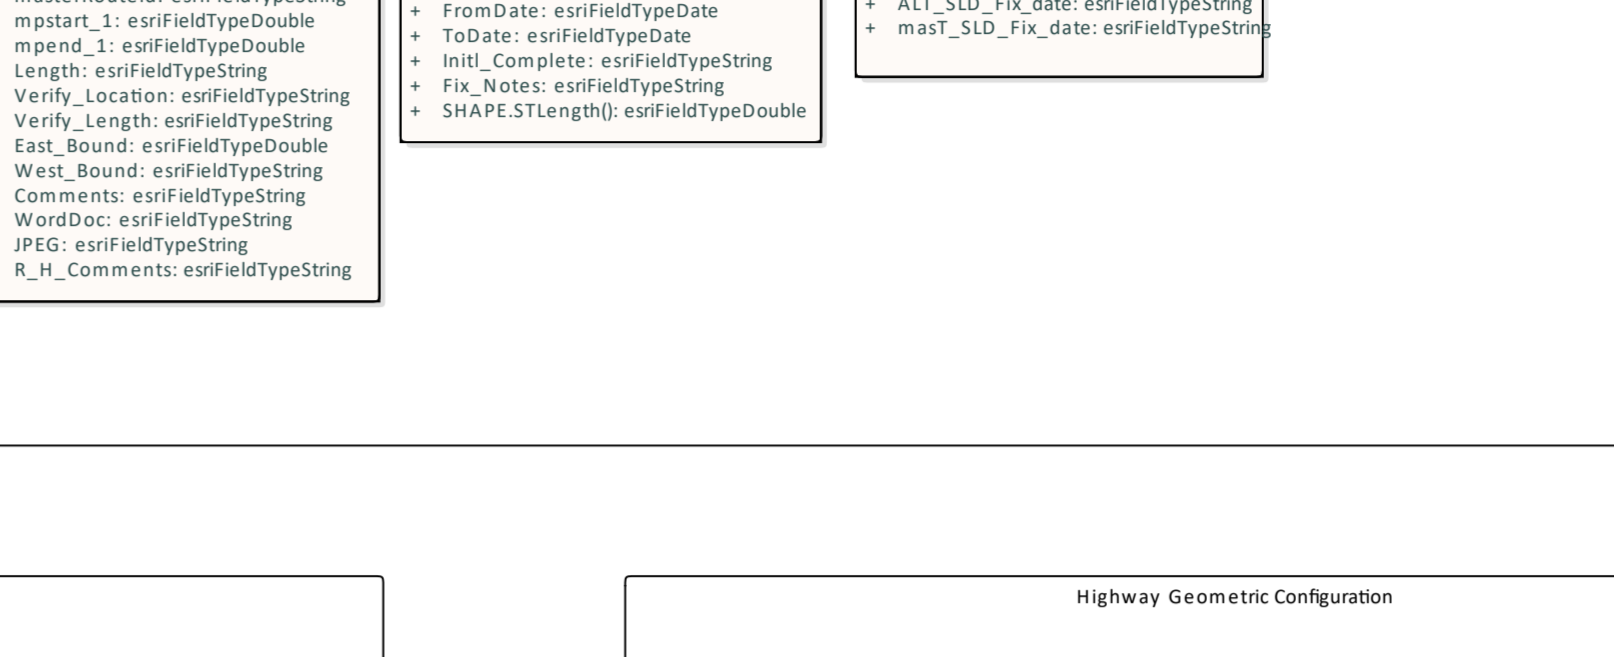 mpstart_1: esriFieldTypeDouble
mpend_1: esriFieldTypeDouble
Length: esriFieldTypeString
Verify_Location: esriFieldTypeString
Verify_Length: esriFieldTypeString
East_Bound: esriFieldTypeDouble
West_Bound: esriFieldTypeString
Comments: esriFieldTypeString
WordDoc: esriFieldTypeString
JPEG: esriFieldTypeString
R_H_Comments: esriFieldTypeString
+ FromDate: esriFieldTypeDate
+ ToDate: esriFieldTypeDate
+ Initl_Complete: esriFieldTypeString
+ Fix_Notes: esriFieldTypeString
+ SHAPE.STLength(): esriFieldTypeDouble
+ ALT_SLD_Fix_date: esriFieldTypeString
+ masT_SLD_Fix_date: esriFieldTypeString
Highway Geometric Configuration